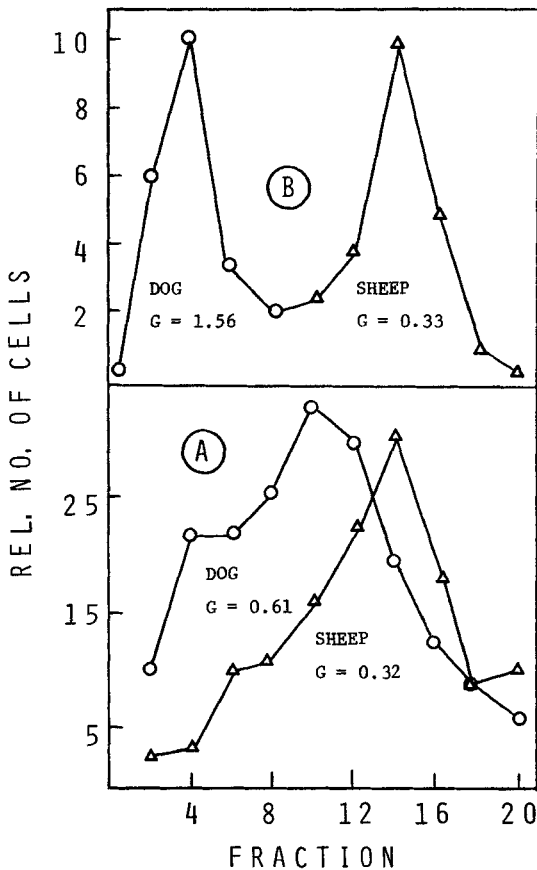 REL. NO. OF CELLS
10
8
6
4
2
B
DOG
G = 1.56
SHEEP
G = 0.33
A
25
15
5
DOG
G = 0.61
SHEEP
G = 0.32
4 8 12 16 20
FRACTION